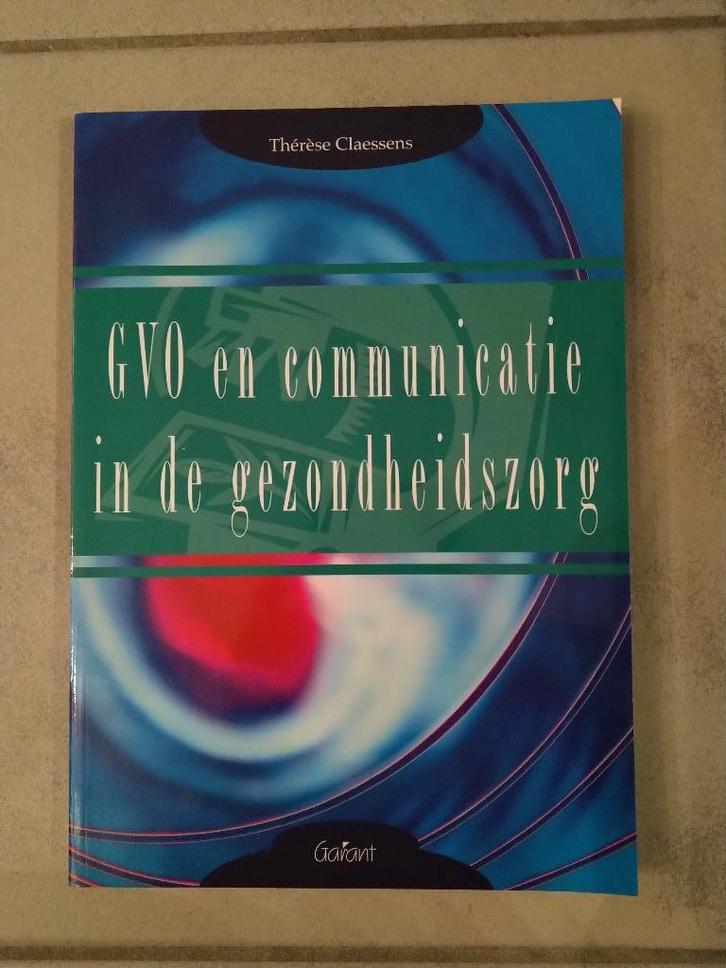 Thérèse Claessens
GVO en communicatie
in de gezondheidszorg
Garant